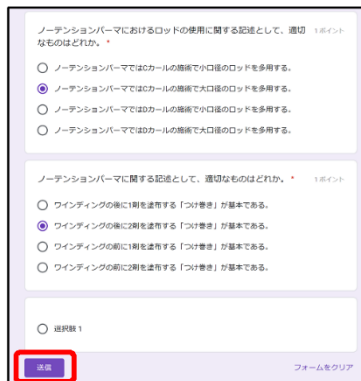 ノーテンションパーマにおけるロッドの使用に関する記述として、適切 1ポイント
なものはどれか。*
ノーテンションパーマではCカールの施術で小口径のロッドを多用する。
ノーテンションパーマではCカールの施術で大口径のロッドを多用する。
ノーテンションパーマではDカールの施術で小口径のロッドを多用する。
ノーテンションパーマではDカールの施術で大口径のロッドを多用する。
ノーテンションパーマに関する記述として、適切なものはどれか。* 1ポイント
ワインディングの後に1剤を塗布する「つけ巻き」が基本である。
ワインディングの後に2剤を塗布する「つけ巻き」が基本である。
ワインディングの前に1剤を塗布する「つけ巻き」が基本である。
ワインディングの前に2剤を塗布する「つけ巻き」が基本である。
選択肢 1
送信 フォームをクリア